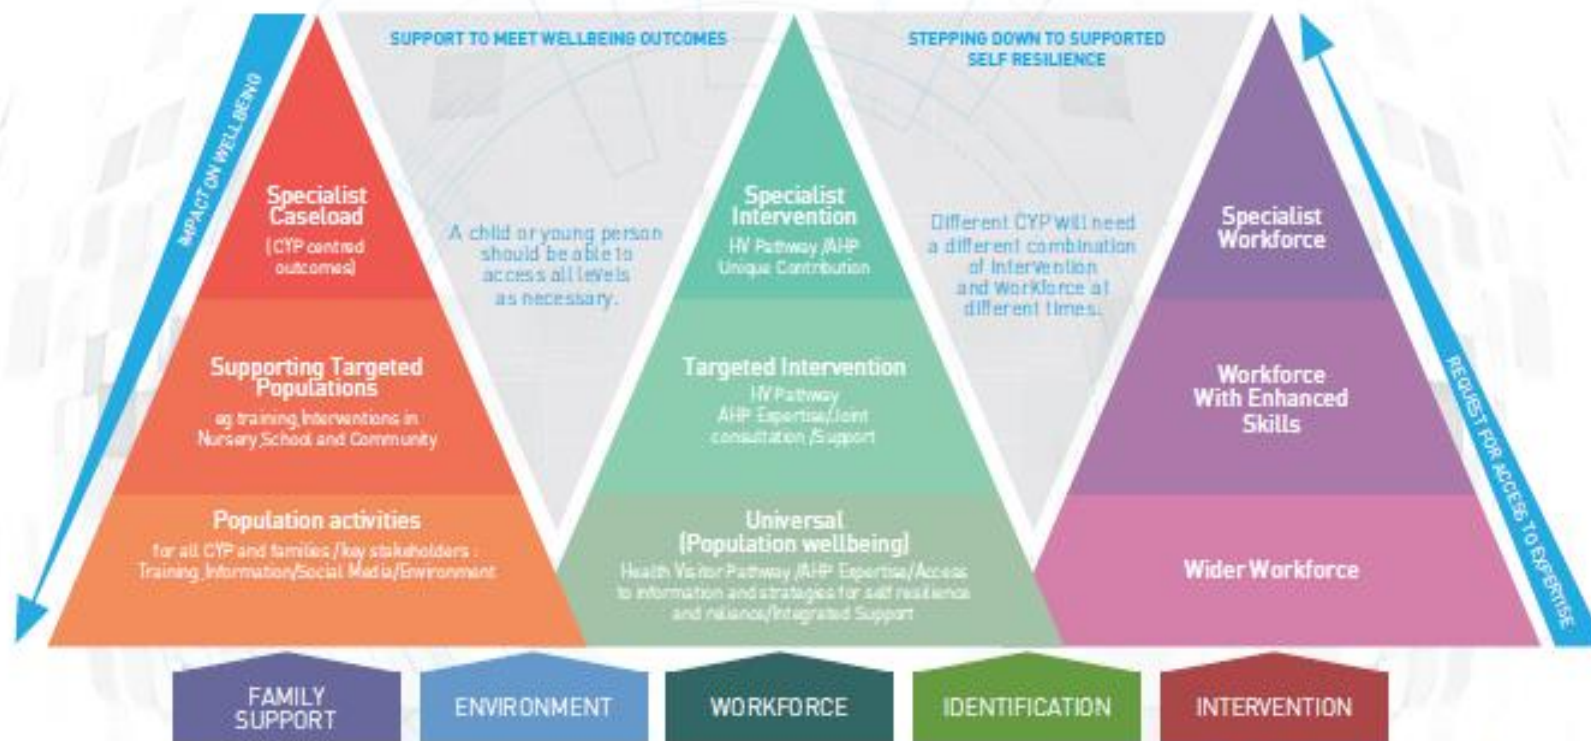 IMPACT ON WELLBEING
SUPPORT TO MEET WELLBEING OUTCOMES
STEPPING DOWN TO SUPPORTED
SELF RESILIENCE
REQUEST FOR ACCESS TO EXPERTISE
Specialist
Caseload
(CYP centred
outcomes)
Supporting Targeted
Populations
eg training,Interventions in
Nursery,School and Community
Population activities
for all CYP and families /key stakeholders :
Training,Information/Social Media/Environment
A child or young person
should be able to
access all levels
as necessary.
Specialist
Intervention
HV Pathway /AHP
Unique Contribution
Targeted Intervention
HV Pathway
AHP Expertise/Joint
consultation /Support
Universal
(Population wellbeing)
Health Visitor Pathway /AHP Expertise/Access
to information and strategies for self resilience
and reliance/Integrated Support
Different CYP will need
a different combination
of intervention
and workforce at
different times.
Specialist
Workforce
Workforce
With Enhanced
Skills
Wider Workforce
FAMILY
SUPPORT
ENVIRONMENT
WORKFORCE
IDENTIFICATION
INTERVENTION